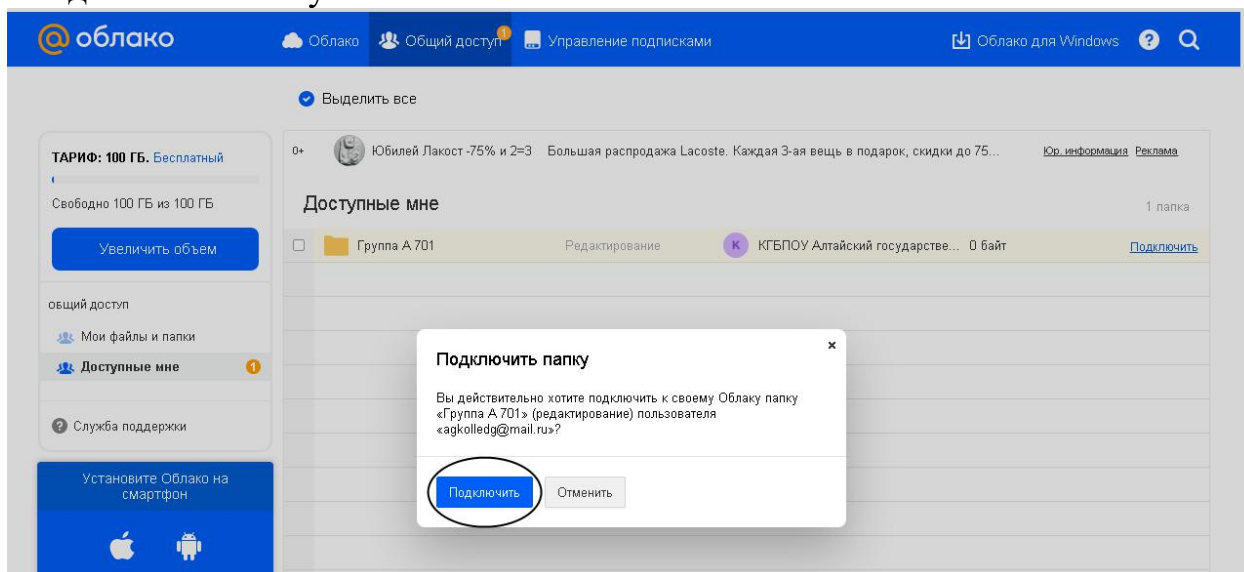 @ облако
Облако Общий доступ 1 Управление подписками Облако для Windows ?
Выделить все
ТАРИФ: 100 ГБ. Бесплатный
Свободно 100 ГБ из 100 ГБ
Увеличить объем
ОБЩИЙ ДОСТУП
Мои файлы и папки
Доступные мне 1
? Служба поддержки
Установите Облако на
смартфон
0+ Юбилей Лакост -75% и 2=3 Большая распродажа Lacoste. Каждая 3-ая вещь в подарок, скидки до 75... Юр. информация Реклама
Доступные мне 1 папка
Группа А 701 Редактирование К КГБПОУ Алтайский государстве... 0 байт Подключить
Подключить папку ×
Вы действительно хотите подключить к своему Облаку папку
«Группа А 701» (редактирование) пользователя
«agkolledg@mail.ru»?
Подключить Отменить